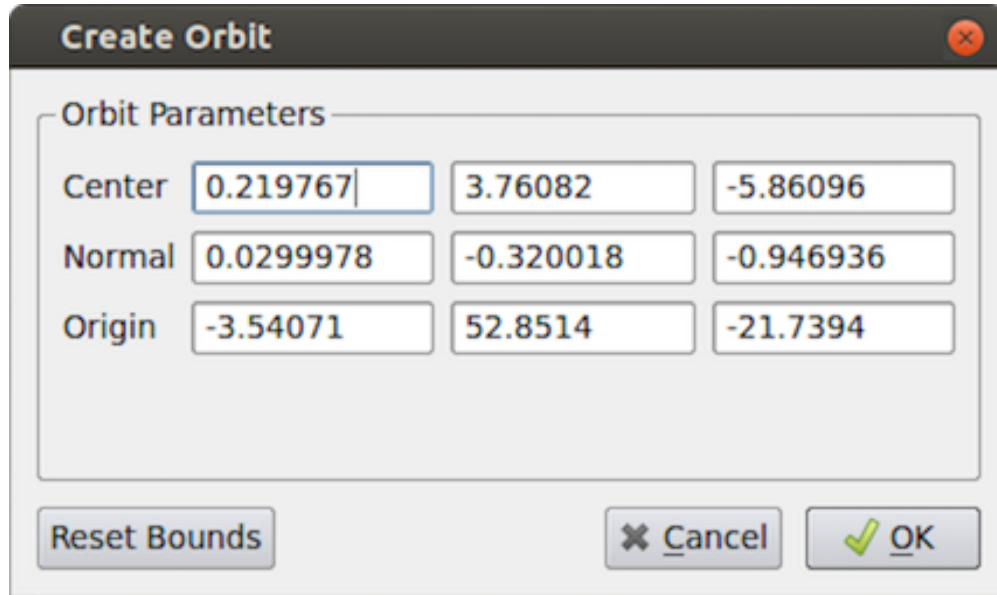 Create Orbit
Orbit Parameters
Center 0.219767 3.76082 -5.86096
Normal 0.0299978 -0.320018 -0.946936
Origin -3.54071 52.8514 -21.7394
Reset Bounds Cancel OK